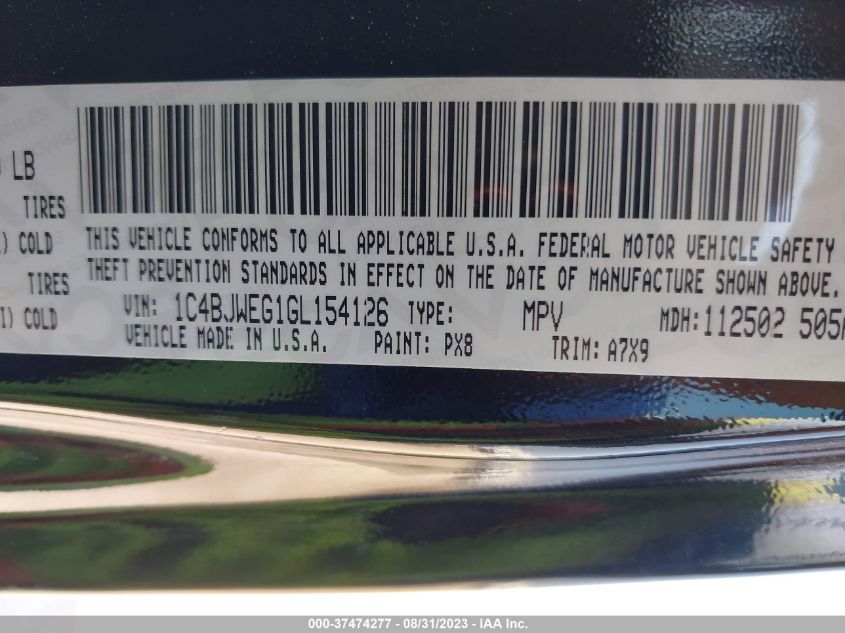 LB
TIRES
) COLD
TIRES
I) COLD
THIS VEHICLE CONFORMS TO ALL APPLICABLE U.S.A. FEDERAL MOTOR VEHICLE SAFETY
THEFT PREVENTION STANDARDS IN EFFECT ON THE DATE OF MANUFACTURE SHOWN ABOVE.
VIN: 1C4BJWEG1GL154126 TYPE: MPV MDH:112502 505
VEHICLE MADE IN U.S.A. PAINT: PX8 TRIM: A7X9
000-37474277 - 08/31/2023 - IAA Inc.